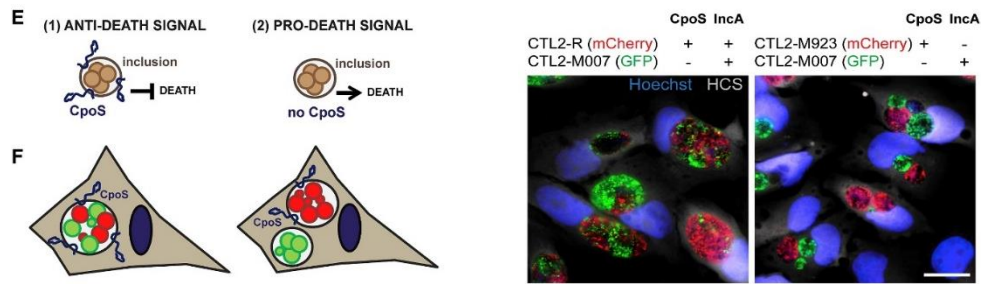 E
(1) ANTI-DEATH SIGNAL
(2) PRO-DEATH SIGNAL
inclusion
DEATH
CpoS
inclusion
DEATH
no CpoS
F
CpoS
CpoS
CpoS IncA
CTL2-R (mCherry) + +
CTL2-M007 (GFP) - +
Hoechst HCS
CpoS IncA
CTL2-M923 (mCherry) + -
CTL2-M007 (GFP) - +